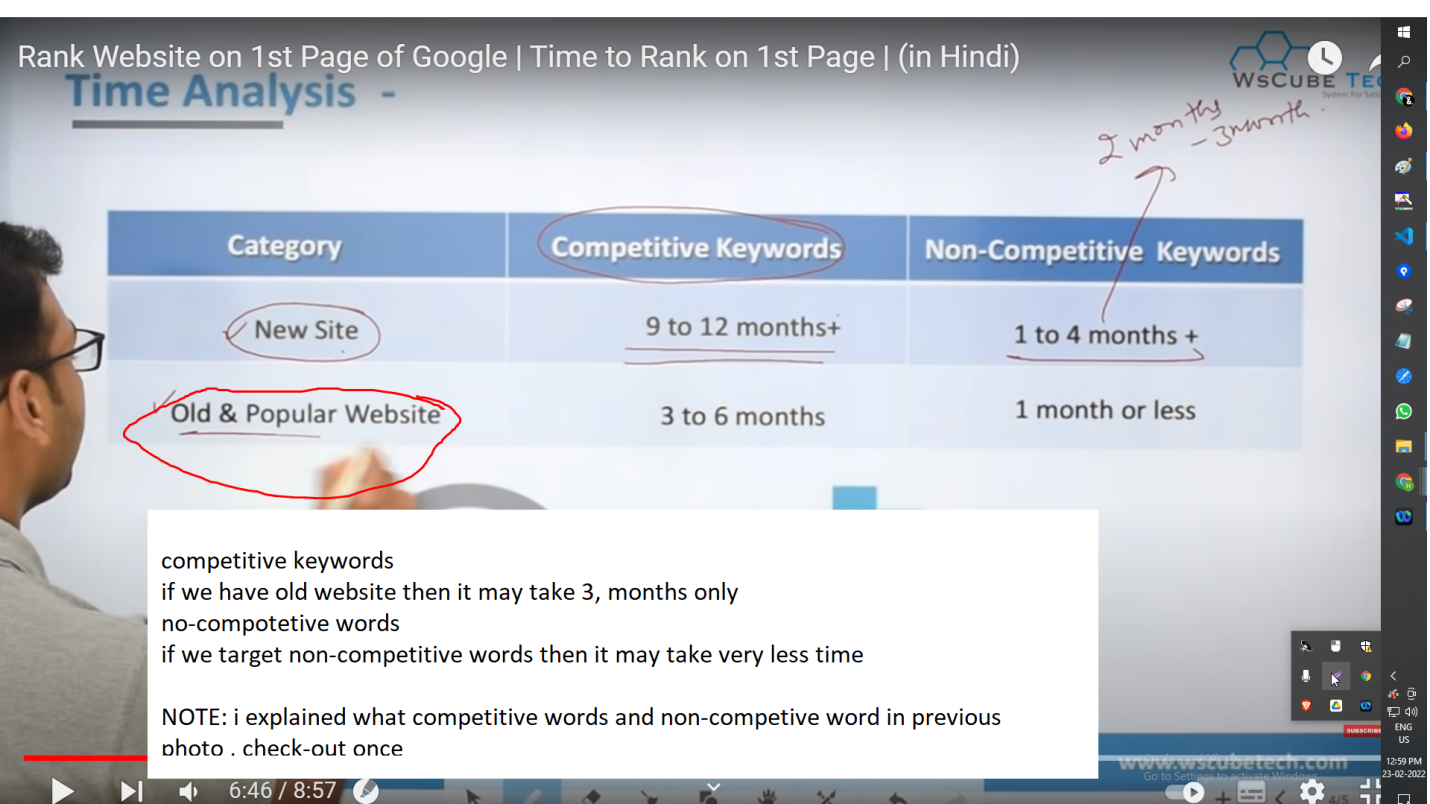 Rank Website on 1st Page of Google | Time to Rank on 1st Page | (in Hindi)
Time Analysis -
WSCUBE TE
2 months
- 3 month.
Category Competitive Keywords Non-Competitive Keywords
New Site 9 to 12 months+ 1 to 4 months +
Old & Popular Website 3 to 6 months 1 month or less
competitive keywords
if we have old website then it may take 3, months only
no-compotetive words
if we target non-competitive words then it may take very less time
NOTE: i explained what competitive words and non-competive word in previous
photo . check-out once
SUBSCRIBE
www.wscubetech.com
Go to Settings to activate Windows.
6:46 / 8:57
4/5
ENG
US
12:59 PM
23-02-2022